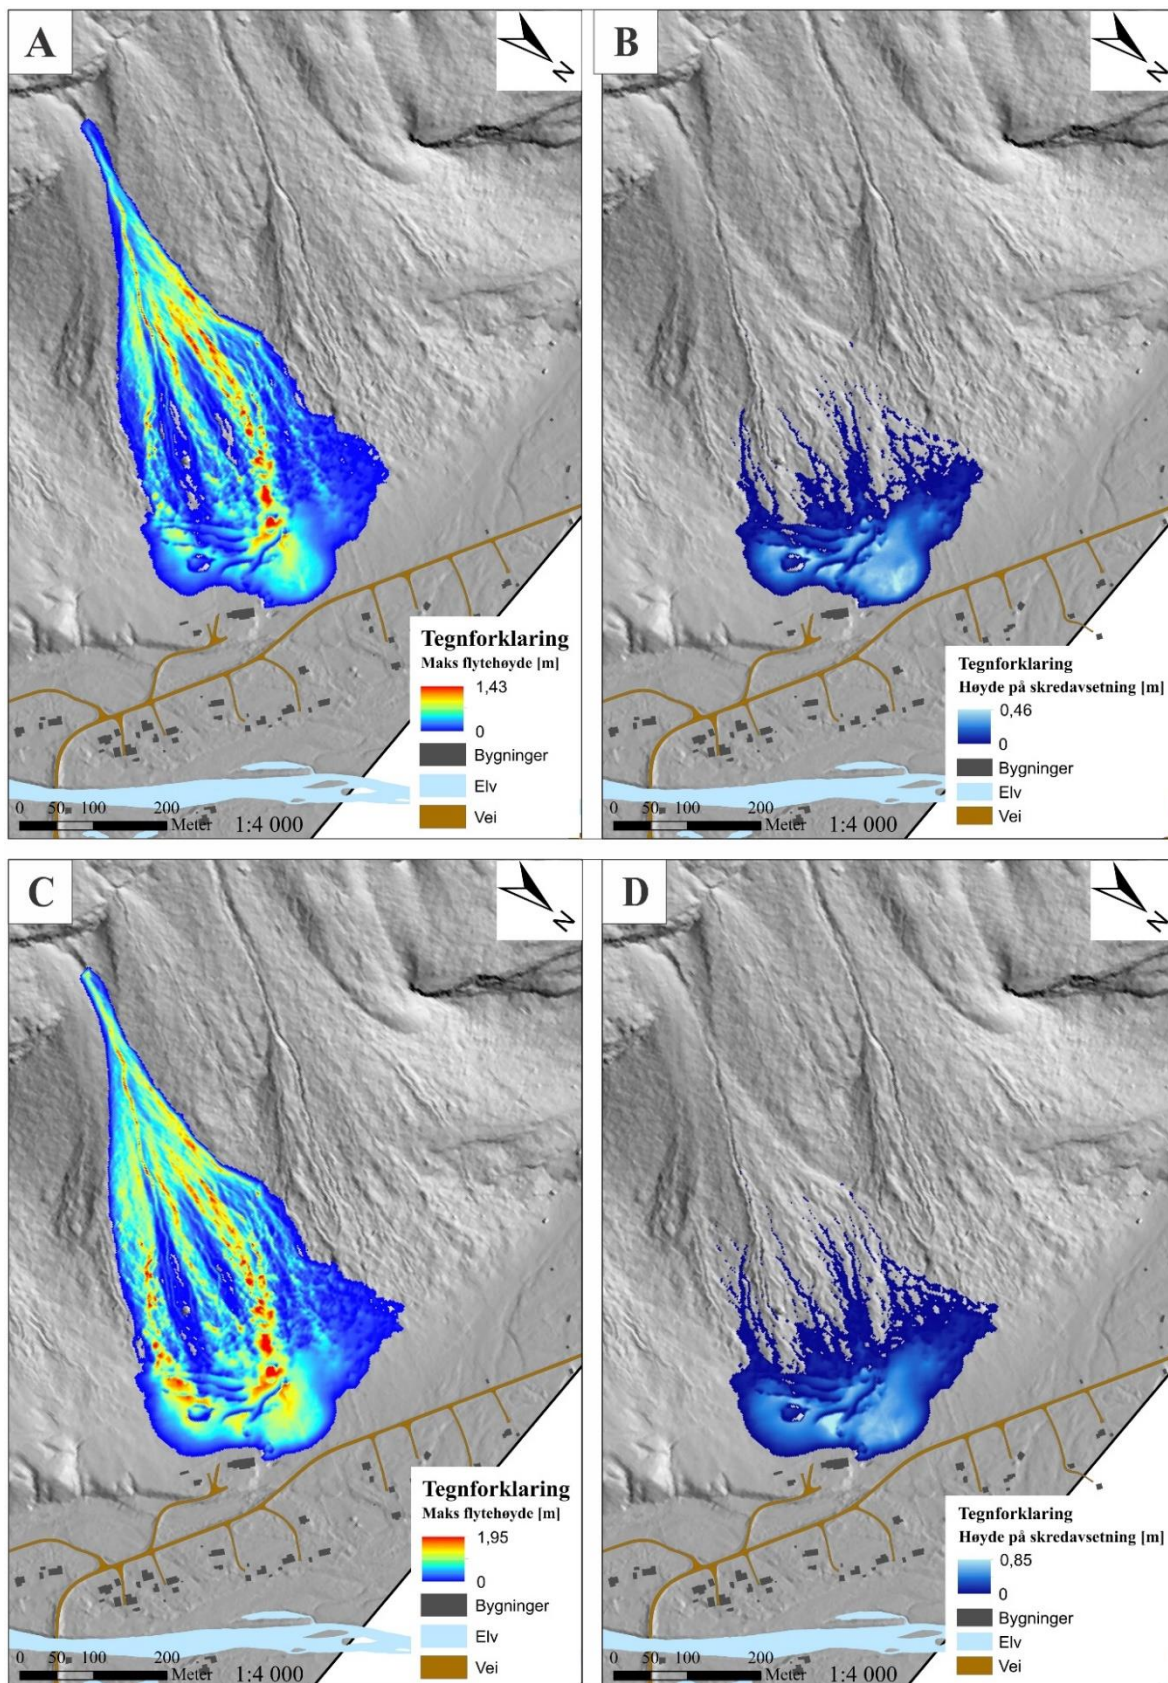 A
N
Tegnforklaring
Maks flytehøyde [m]
1,43
0
Bygninger
Elv
Vei
0 50 100 200
Meter 1:4 000
B
N
Tegnforklaring
Høyde på skredavsetning [m]
0,46
0
Bygninger
Elv
Vei
0 50 100 200
Meter 1:4 000
C
N
Tegnforklaring
Maks flytehøyde [m]
1,95
0
Bygninger
Elv
Vei
0 50 100 200
Meter 1:4 000
D
N
Tegnforklaring
Høyde på skredavsetning [m]
0,85
0
Bygninger
Elv
Vei
0 50 100 200
Meter 1:4 000